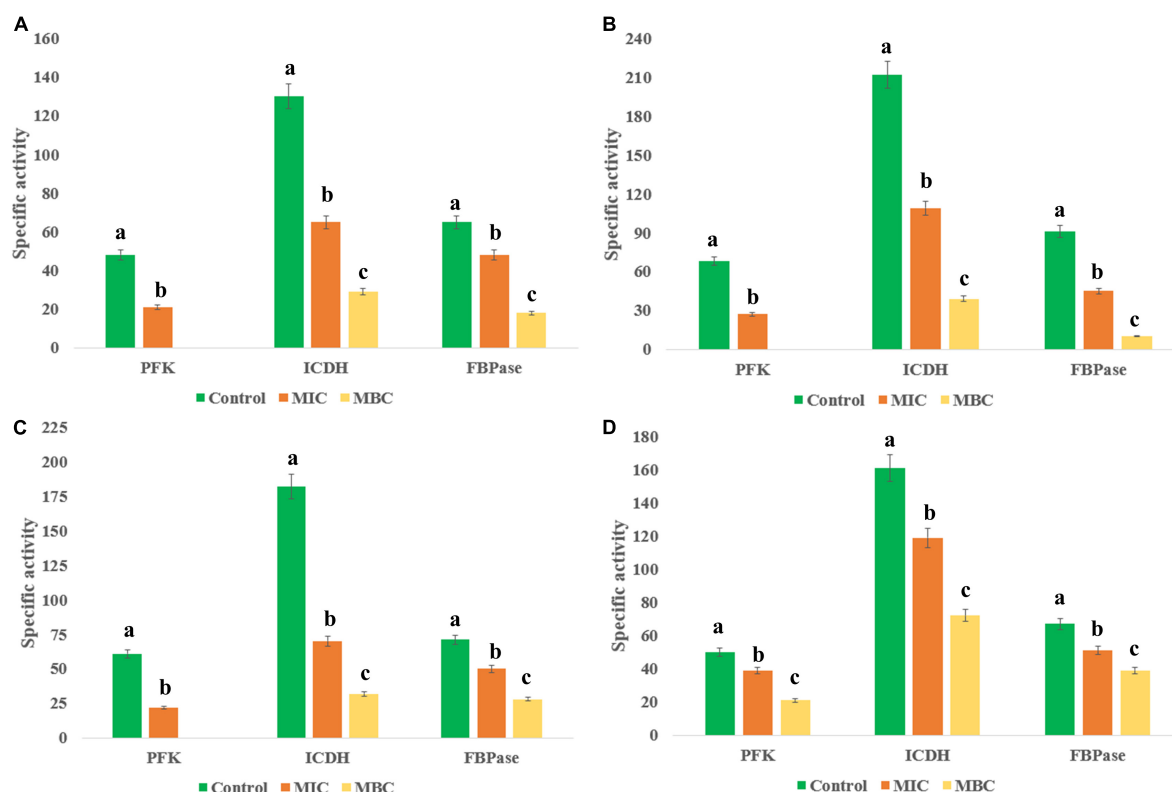 A
Specific activity
160
140
120
100
80
60
40
20
0
a
b
a
b
c
a
b
c
PFK ICDH FBPase
Control MIC MBC
B
Specific activity
240
210
180
150
120
90
60
30
0
a
b
a
b
c
a
b
c
PFK ICDH FBPase
Control MIC MBC
C
Specific activity
225
200
175
150
125
100
75
50
25
0
a
b
a
b
c
a
b
c
PFK ICDH FBPase
Control MIC MBC
D
Specific activity
180
160
140
120
100
80
60
40
20
0
a
b
c
a
b
c
a
b
c
PFK ICDH FBPase
Control MIC MBC